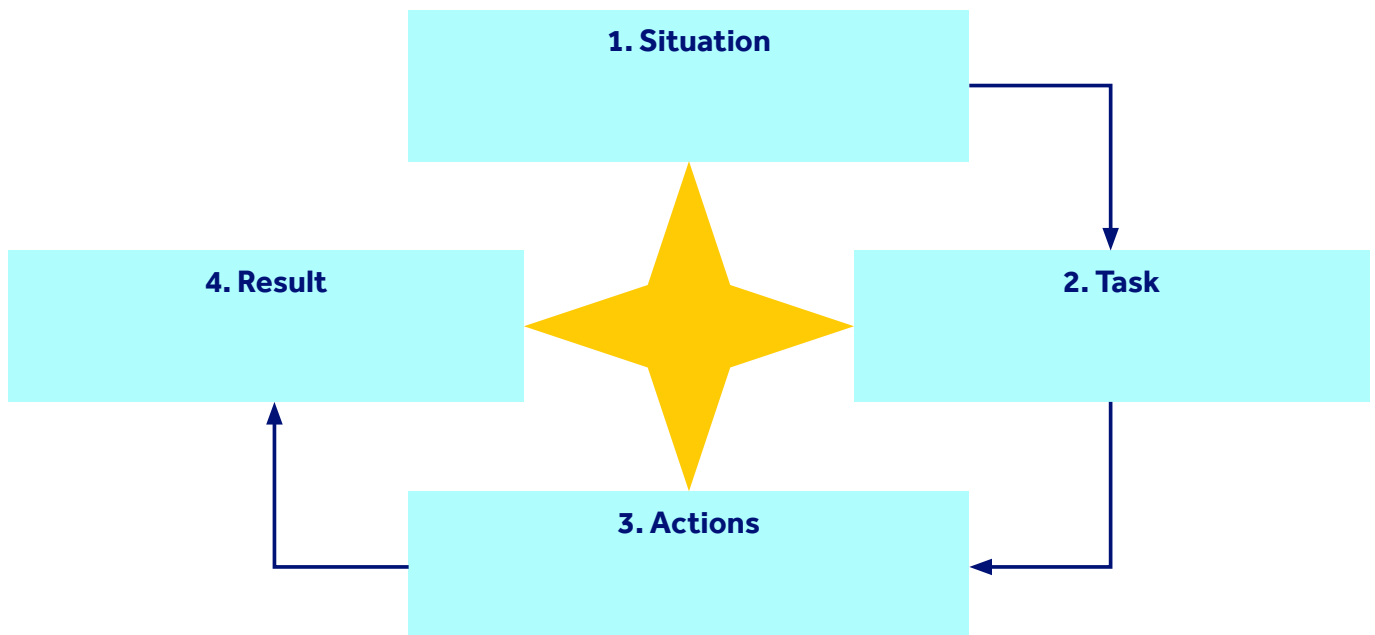 1. Situation
2. Task
3. Actions
4. Result